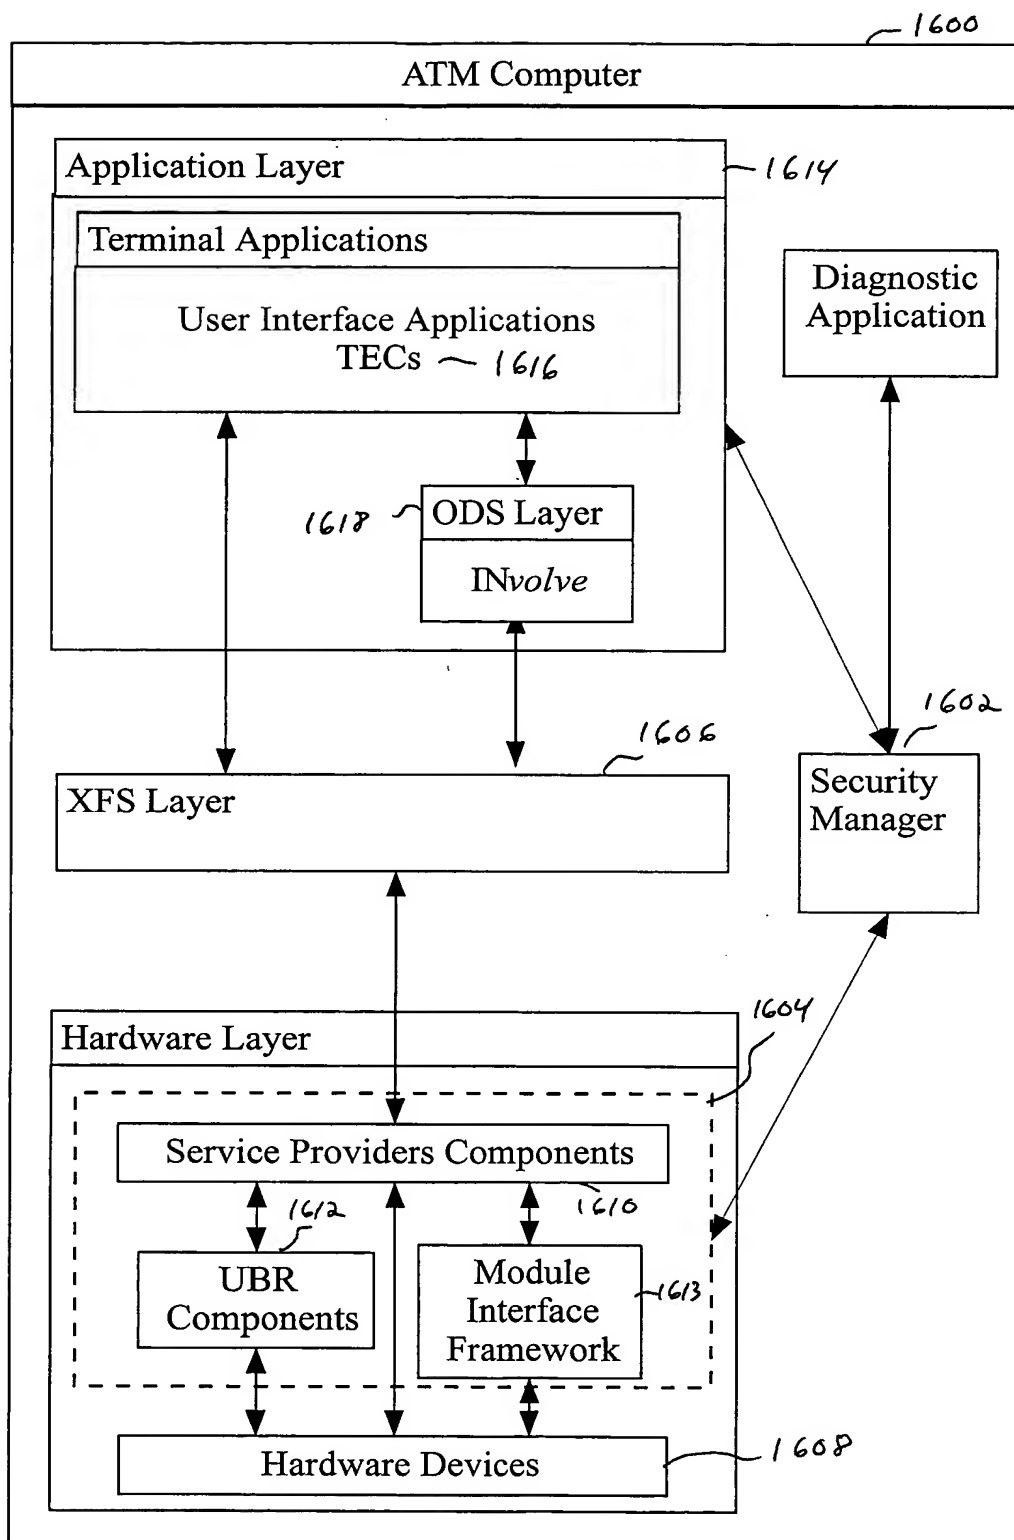 1600
ATM Computer
Application Layer
1614
Terminal Applications
User Interface Applications
TECs 1616
Diagnostic
Application
1618
ODS Layer
INvolve
1606
XFS Layer
1602
Security
Manager
1604
Hardware Layer
Service Providers Components
1610
1612
UBR
Components
Module
Interface
Framework
1613
Hardware Devices
1608